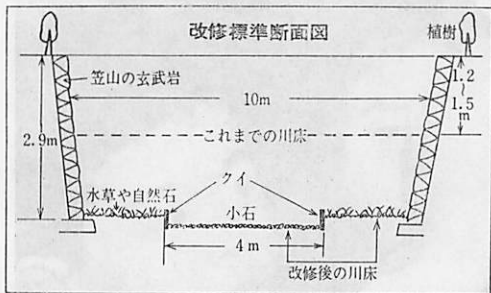 改修標準断面図
植樹
笠山の玄武岩
1.2
〜
1.5
m
10m
2.9m
これまでの川床
クイ
水草や自然石
小石
4m
改修後の川床